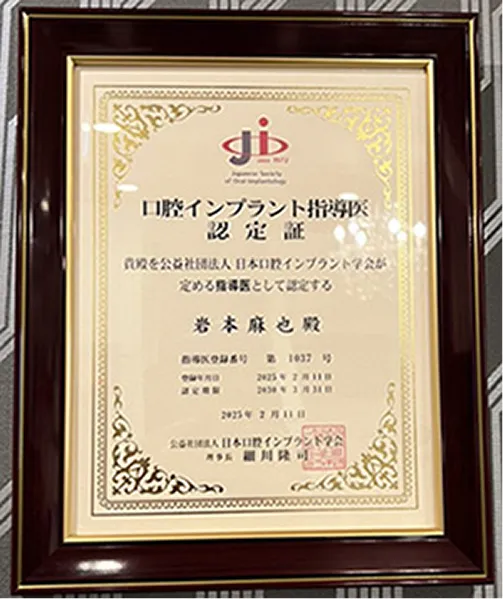 since 1972
Japanese Society
of Oral Implantology
口腔インプラント指導医
認定証
貴殿を公益社団法人 日本口腔インプラント学会が
定める指導医として認定する
岩本麻也 殿
指導医登録番号 第 1037 号
登録年月日 2025年2月11日
認定期限 2030年3月31日
2025年2月11日
公益社団法人 日本口腔インプラント学会
理事長 細川隆司